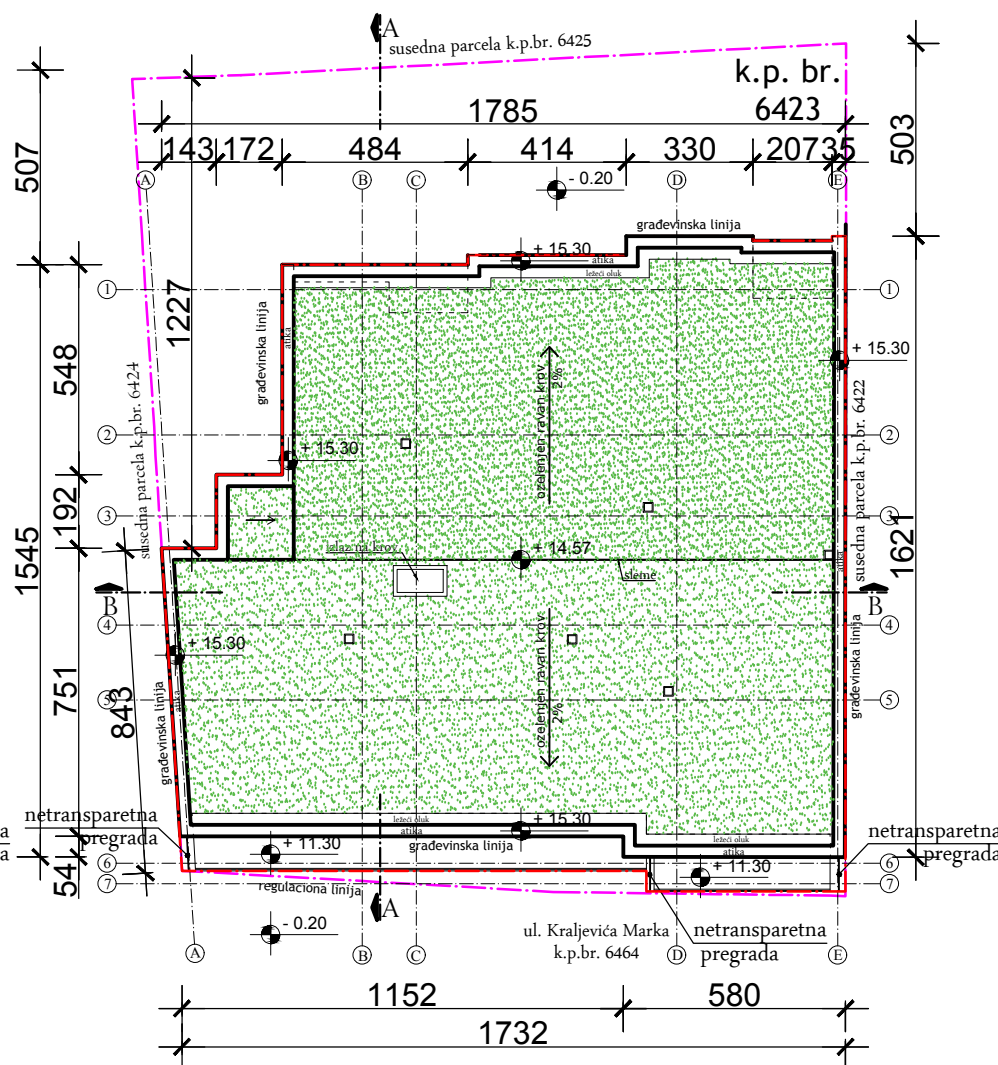 A
susedna parcela k.p.br. 6425
k.p. br.
6423
1785
143
172
484
414
330
207
35
507
503
A
B
C
D
E
- 0.20
građevinska linija
+ 15.30
atika
ležeći oluk
1
1
1227
građevinska linija
atika
ozelenjen ravan krov
2%
+ 15.30
548
susedna parcela k.p.br. 6424
susedna parcela k.p.br. 6422
2
2
+ 15.30
192
3
3
1545
1621
izlaz na krov
+ 14.57
sleme
atika
B
B
4
4
+ 15.30
751
843
atika
građevinska linija
ozelenjen ravan krov
2%
građevinska linija
5
5
netransparetna
pregrada
a
a
ležeći oluk
atika
+ 15.30
građevinska linija
ležeći oluk
atika
netransparetna
pregrada
+ 11.30
+ 11.30
54
6
6
7
7
regulaciona linija
A
- 0.20
ul. Kraljevića Marka
k.p.br. 6464
netransparetna
pregrada
A
B
C
D
E
1152
580
1732